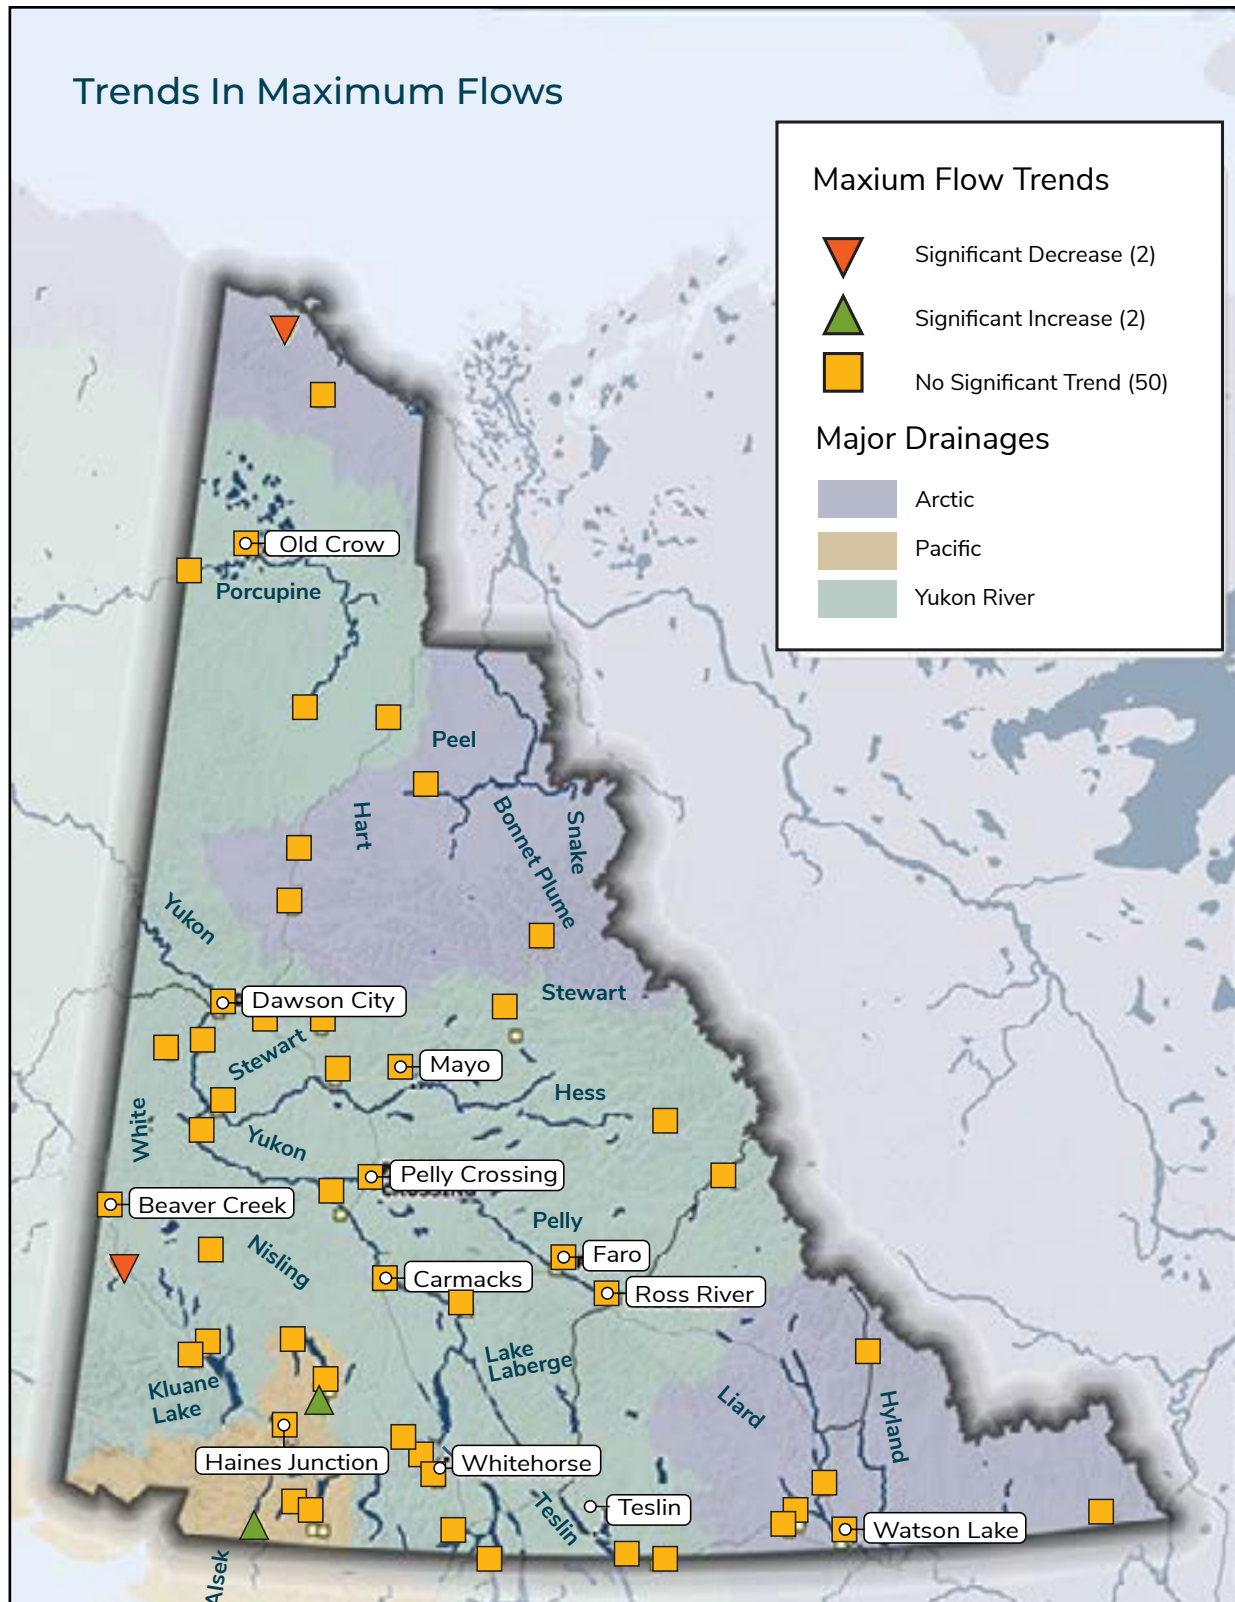 Trends In Maximum Flows
Maxium Flow Trends
Significant Decrease (2)
Significant Increase (2)
No Significant Trend (50)
Major Drainages
Arctic
Pacific
Yukon River
Old Crow
Porcupine
Peel
Hart
Bonnet Plume
Snake
Yukon
Dawson City
Stewart
Stewart
Mayo
Hess
White
Yukon
Pelly Crossing
Crossing
Beaver Creek
Pelly
Nisling
Faro
Carmacks
Ross River
Lake
Laberge
Kluane
Lake
Liard
Hyland
Haines Junction
Whitehorse
Teslin
Teslin
Watson Lake
Alsek